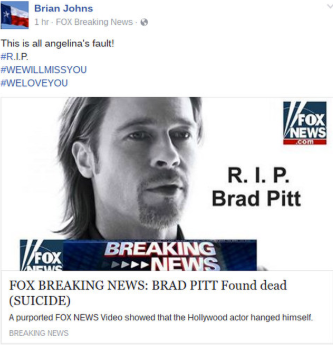 Brian Johns
1 hr · FOX Breaking News ·
This is all angelina's fault!
#R.I.P.
#WEWILLMISSYOU
#WELOVEYOU
FOX
NEWS
.com
R. I. P.
Brad Pitt
FOX
NEWS
BREAKING
NEWS
FOX BREAKING NEWS: BRAD PITT Found dead
(SUICIDE)
A purported FOX NEWS Video showed that the Hollywood actor hanged himself.
BREAKING NEWS